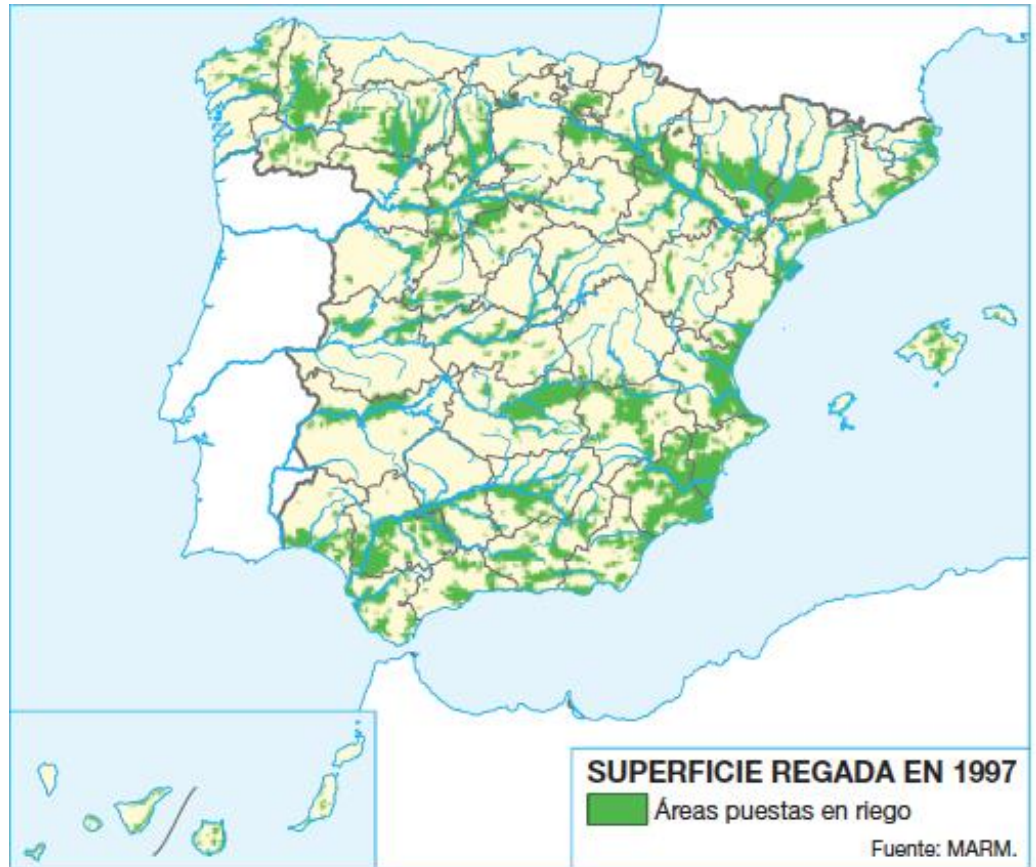 SUPERFICIE REGADA EN 1997
Áreas puestas en riego
Fuente: MARM.